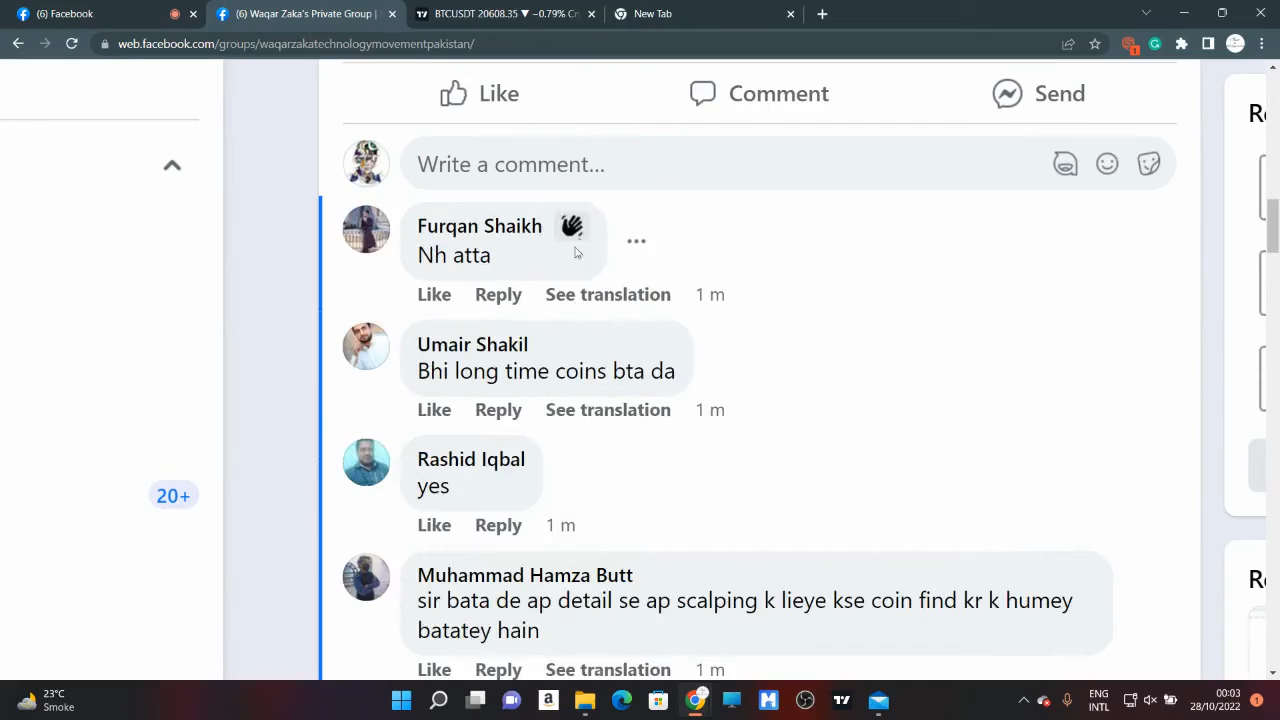 (6) Facebook
(6) Waqar Zaka's Private Group |
BTCUSDT 20608.35 ▼ −0.79% Cr
New Tab
web.facebook.com/groups/waqarzakatechnologymovementpakistan/
1
Like
Comment
Send
Write a comment...
Furqan Shaikh
Nh atta
Like Reply See translation 1 m
Umair Shakil
Bhi long time coins bta da
Like Reply See translation 1 m
Rashid Iqbal
yes
Like Reply 1 m
Muhammad Hamza Butt
sir bata de ap detail se ap scalping k lieye kse coin find kr k humey
batatey hain
Like Reply See translation 1 m
20+
23°C
Smoke
ENG
INTL
00:03
28/10/2022
1